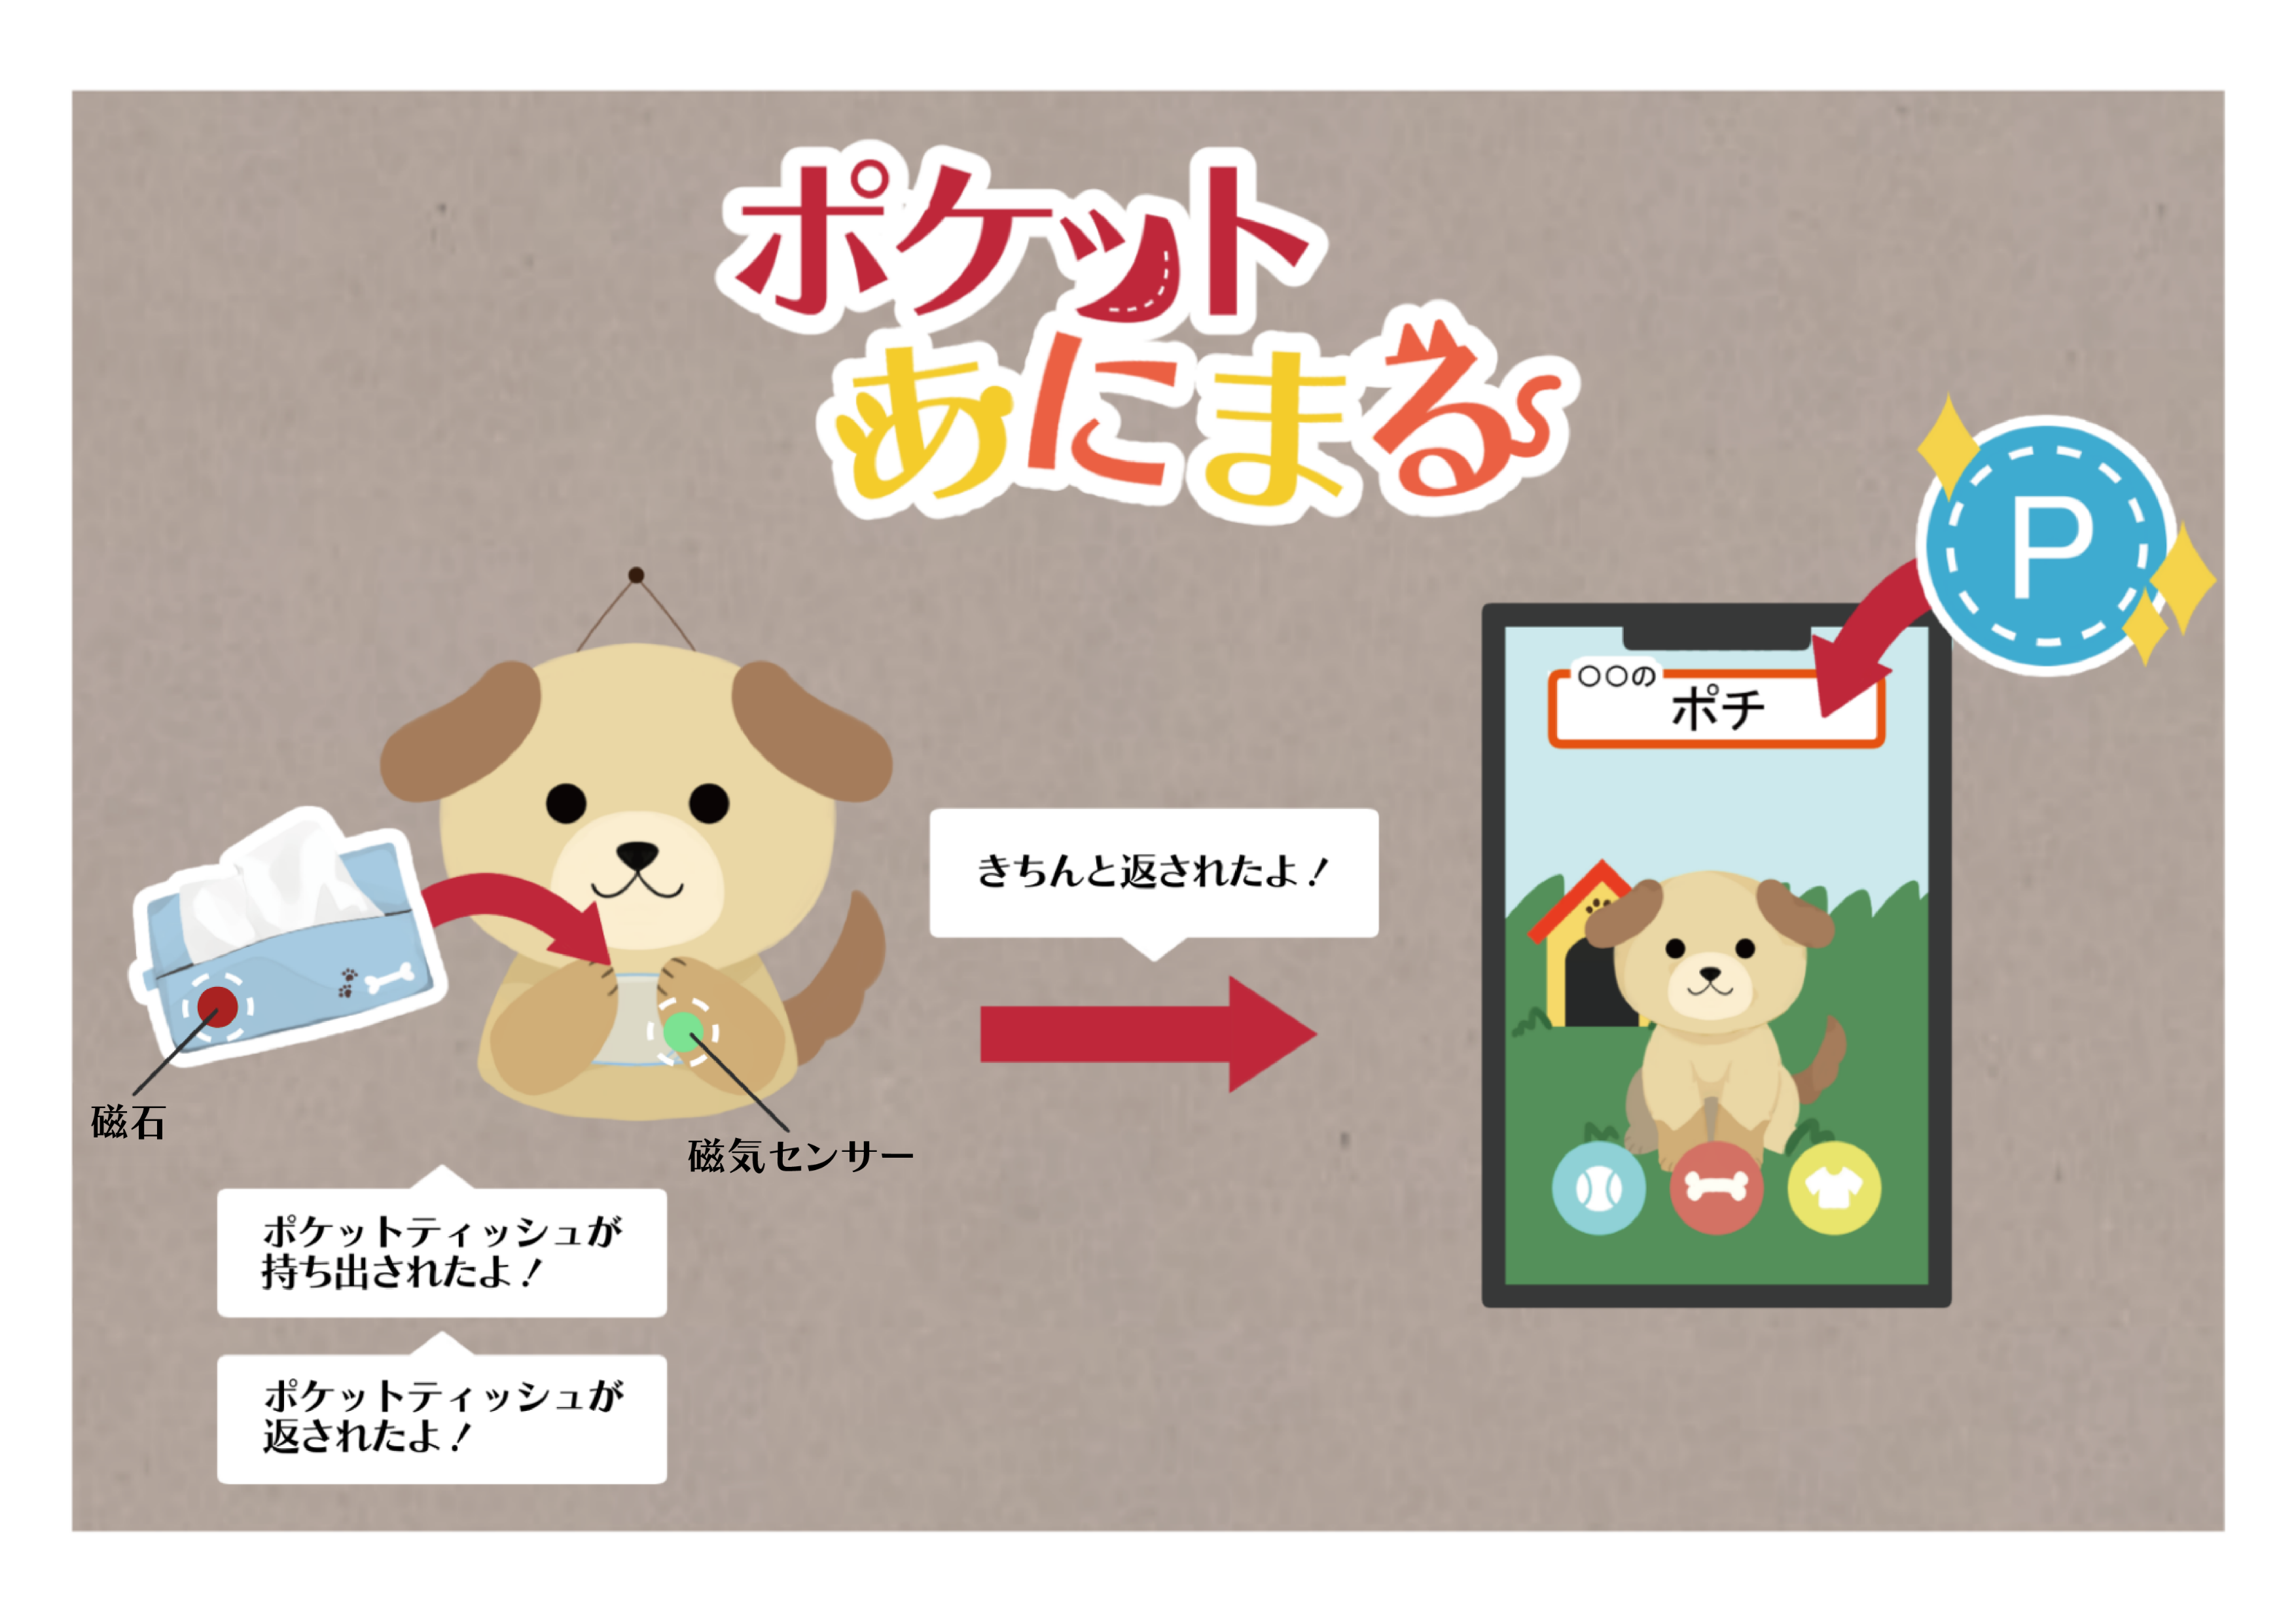 ポケット
あにまる
P
○○の
ポチ
きちんと返されたよ！
磁石
磁気センサー
ポケットティッシュが
持ち出されたよ！
ポケットティッシュが
返されたよ！